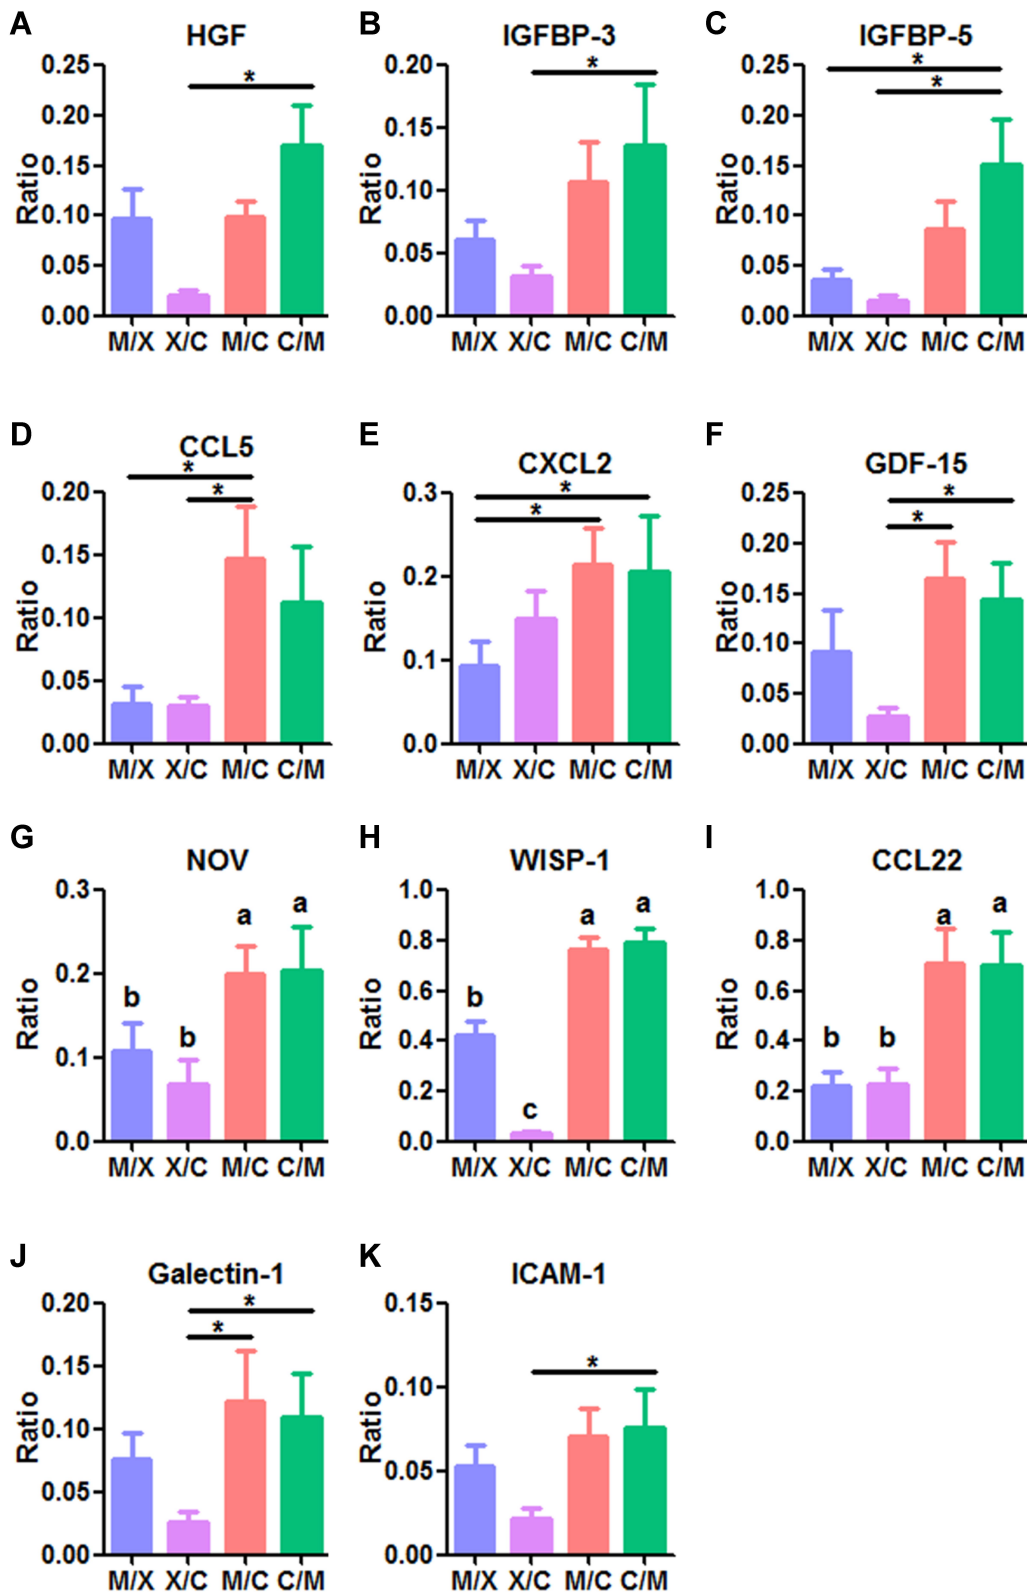 A
HGF
0.25
0.20
0.15
0.10
0.05
0.00
Ratio
*
M/X X/C M/C C/M
B
IGFBP-3
0.20
0.15
0.10
0.05
0.00
Ratio
*
M/X X/C M/C C/M
C
IGFBP-5
0.25
0.20
0.15
0.10
0.05
0.00
Ratio
*
*
M/X X/C M/C C/M
D
CCL5
0.20
0.15
0.10
0.05
0.00
Ratio
*
*
M/X X/C M/C C/M
E
CXCL2
0.3
0.2
0.1
0.0
Ratio
*
*
M/X X/C M/C C/M
F
GDF-15
0.25
0.20
0.15
0.10
0.05
0.00
Ratio
*
*
M/X X/C M/C C/M
G
NOV
0.3
0.2
0.1
0.0
Ratio
b b a a
M/X X/C M/C C/M
H
WISP-1
1.0
0.8
0.6
0.4
0.2
0.0
Ratio
b c a a
M/X X/C M/C C/M
I
CCL22
1.0
0.8
0.6
0.4
0.2
0.0
Ratio
b b a a
M/X X/C M/C C/M
J
Galectin-1
0.20
0.15
0.10
0.05
0.00
Ratio
*
*
M/X X/C M/C C/M
K
ICAM-1
0.15
0.10
0.05
0.00
Ratio
*
M/X X/C M/C C/M